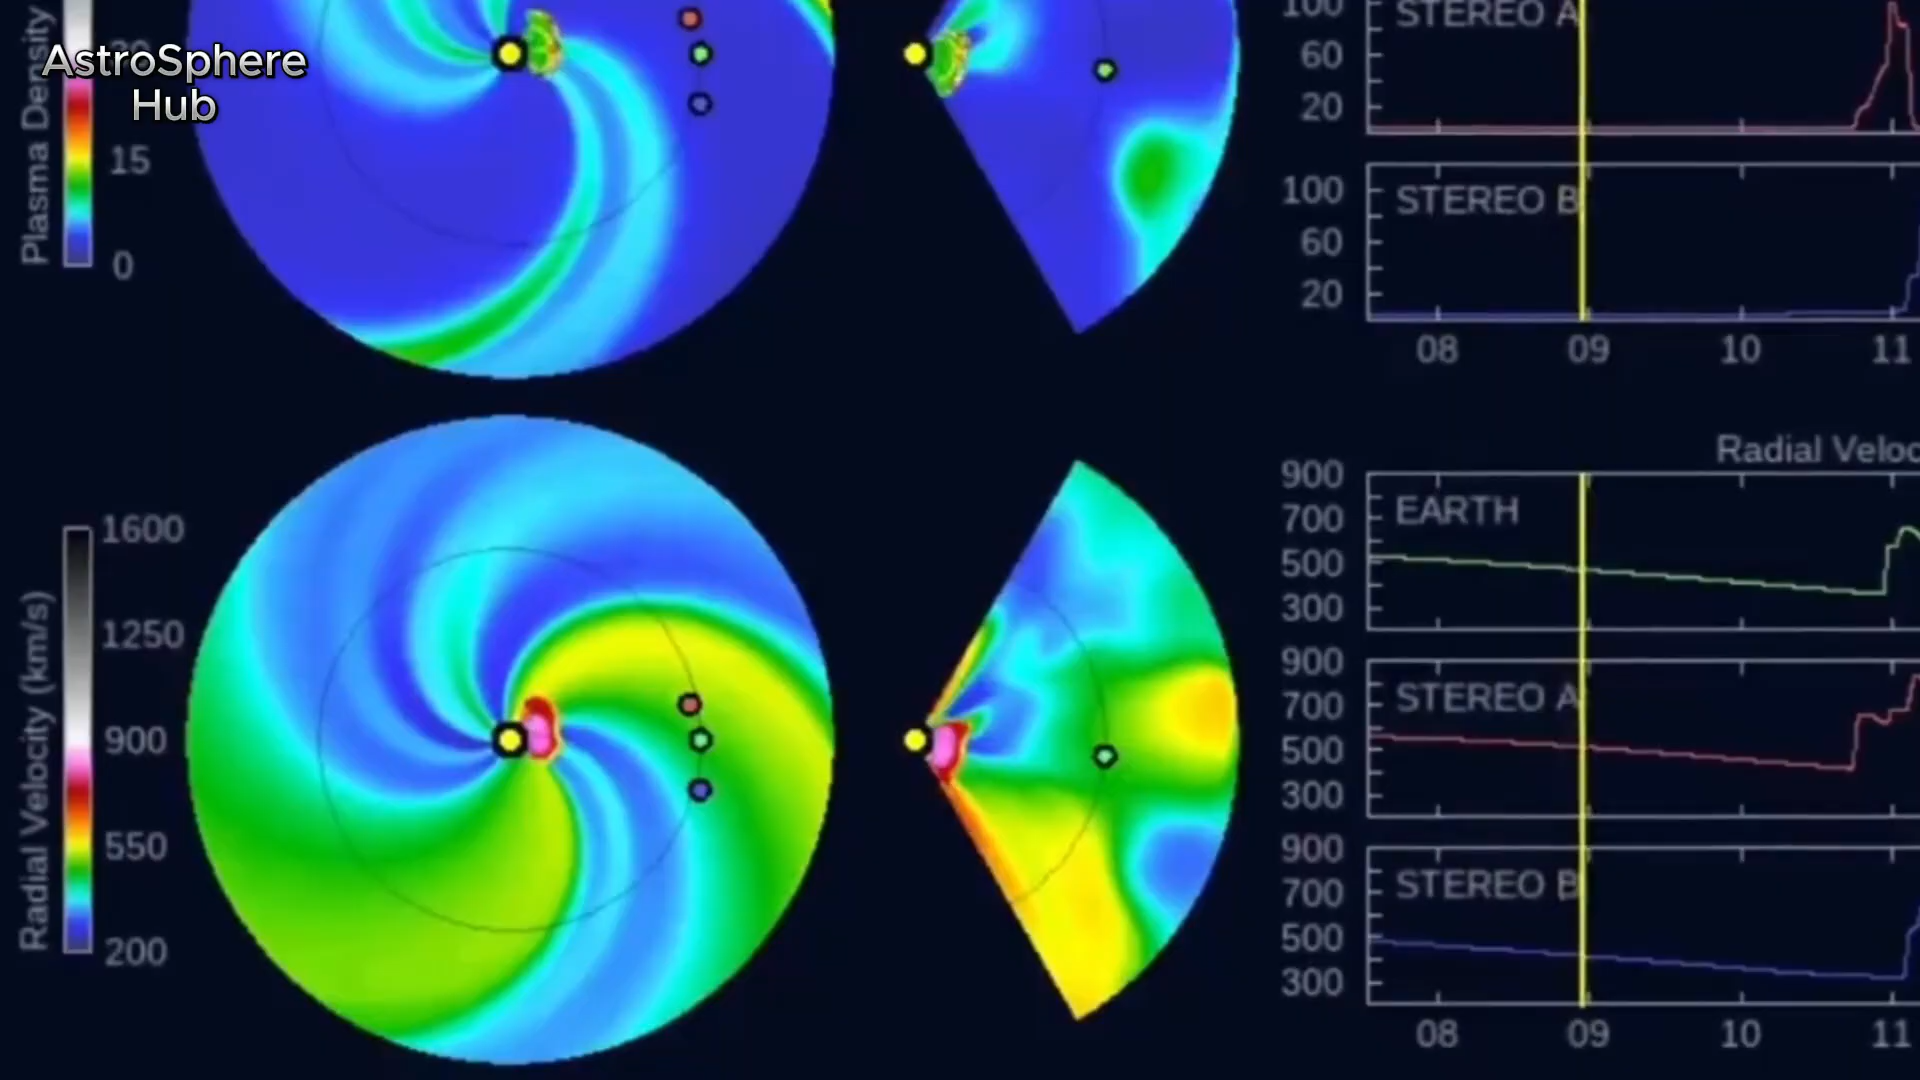 AstroSphere
Hub
Plasma Density
15
0
100
60
20
STEREO A
100
60
20
STEREO B
08 09 10 11
Radial Velocity (km/s)
1600
1250
900
550
200
Radial Veloc
900
700
500
300
EARTH
900
700
500
300
STEREO A
900
700
500
300
STEREO B
08 09 10 11